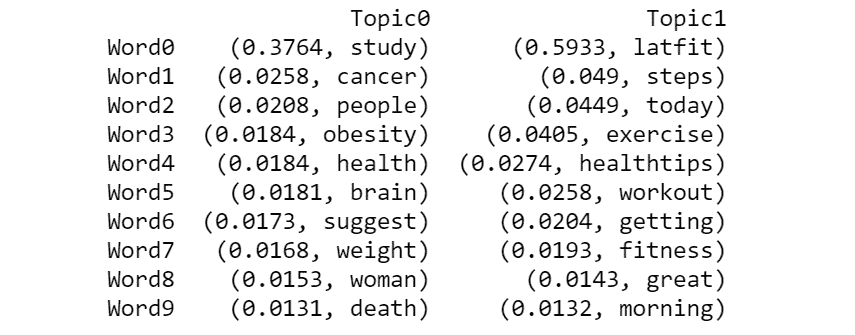 Topic0 Topic1
Word0 (0.3764, study) (0.5933, latfit)
Word1 (0.0258, cancer) (0.049, steps)
Word2 (0.0208, people) (0.0449, today)
Word3 (0.0184, obesity) (0.0405, exercise)
Word4 (0.0184, health) (0.0274, healthtips)
Word5 (0.0181, brain) (0.0258, workout)
Word6 (0.0173, suggest) (0.0204, getting)
Word7 (0.0168, weight) (0.0193, fitness)
Word8 (0.0153, woman) (0.0143, great)
Word9 (0.0131, death) (0.0132, morning)